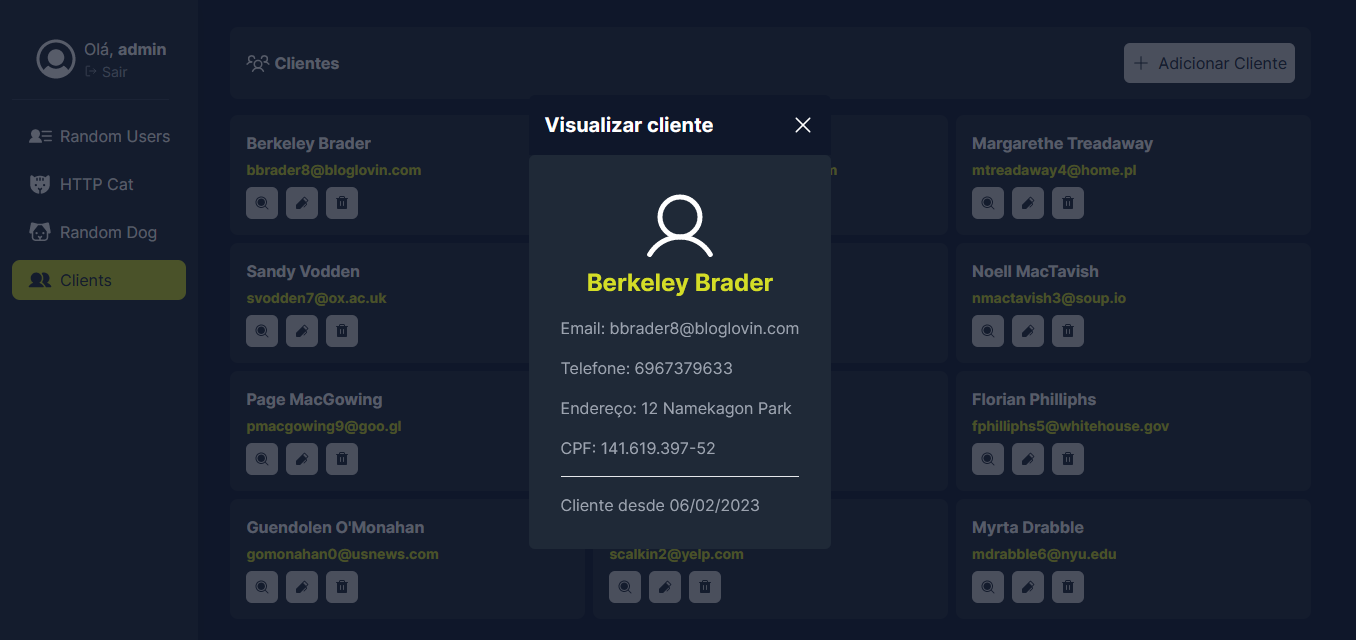 Olá, admin
Sair
Random Users
HTTP Cat
Random Dog
Clients
Clientes
Adicionar Cliente
Berkeley Brader
bbrader8@bloglovin.com
Margarethe Treadaway
mtreadaway4@home.pl
Sandy Vodden
svodden7@ox.ac.uk
Noell MacTavish
nmactavish3@soup.io
Page MacGowing
pmacgowing9@goo.gl
Florian Philliphs
fphilliphs5@whitehouse.gov
Guendolen O'Monahan
gomonahan0@usnews.com
scalkin2@yelp.com
Myrta Drabble
mdrabble6@nyu.edu
Visualizar cliente
Berkeley Brader
Email: bbrader8@bloglovin.com
Telefone: 6967379633
Endereço: 12 Namekagon Park
CPF: 141.619.397-52
Cliente desde 06/02/2023